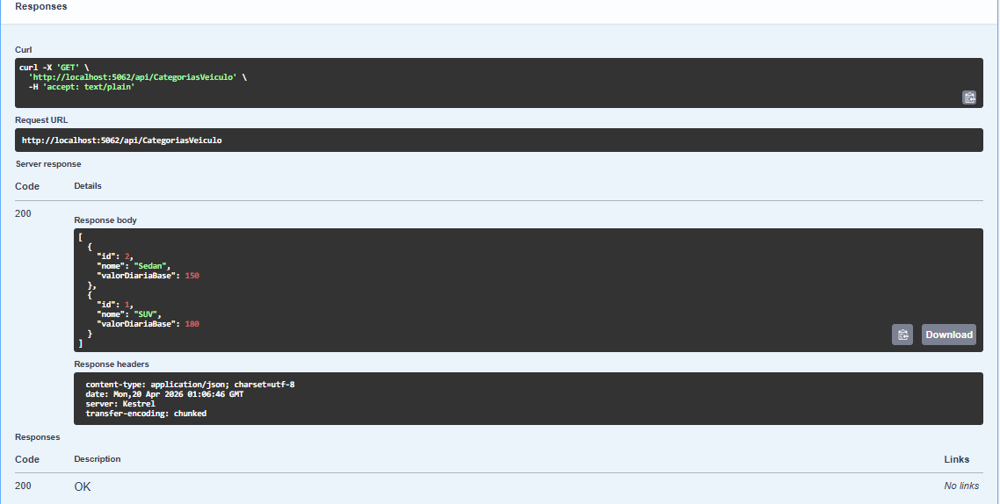 Responses
Curl
curl -X 'GET' \
  'http://localhost:5062/api/CategoriasVeiculo' \
  -H 'accept: text/plain'
Request URL
http://localhost:5062/api/CategoriasVeiculo
Server response
Code Details
200
Response body
[
  {
    "id": 2,
    "nome": "Sedan",
    "valorDiariaBase": 150
  },
  {
    "id": 1,
    "nome": "SUV",
    "valorDiariaBase": 180
  }
]
Download
Response headers
content-type: application/json; charset=utf-8
date: Mon,20 Apr 2026 01:06:46 GMT
server: Kestrel
transfer-encoding: chunked
Responses
Code Description Links
200 OK No links